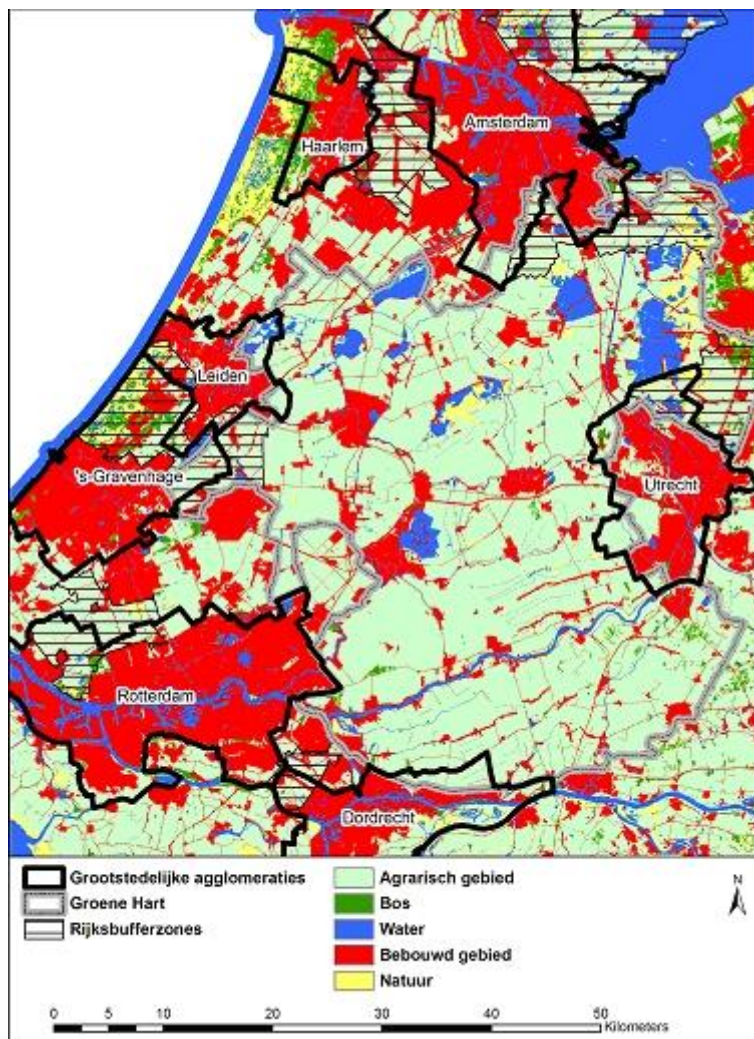 Amsterdam
Haarlem
Leiden
's-Gravenhage
Utrecht
Rotterdam
Dordrecht
Grootstedelijke agglomeraties
Groene Hart
Rijksbufferzones
Agrarisch gebied
Bos
Water
Bebouwd gebied
Natuur
N
0 5 10 20 30 40 50
Kilometers